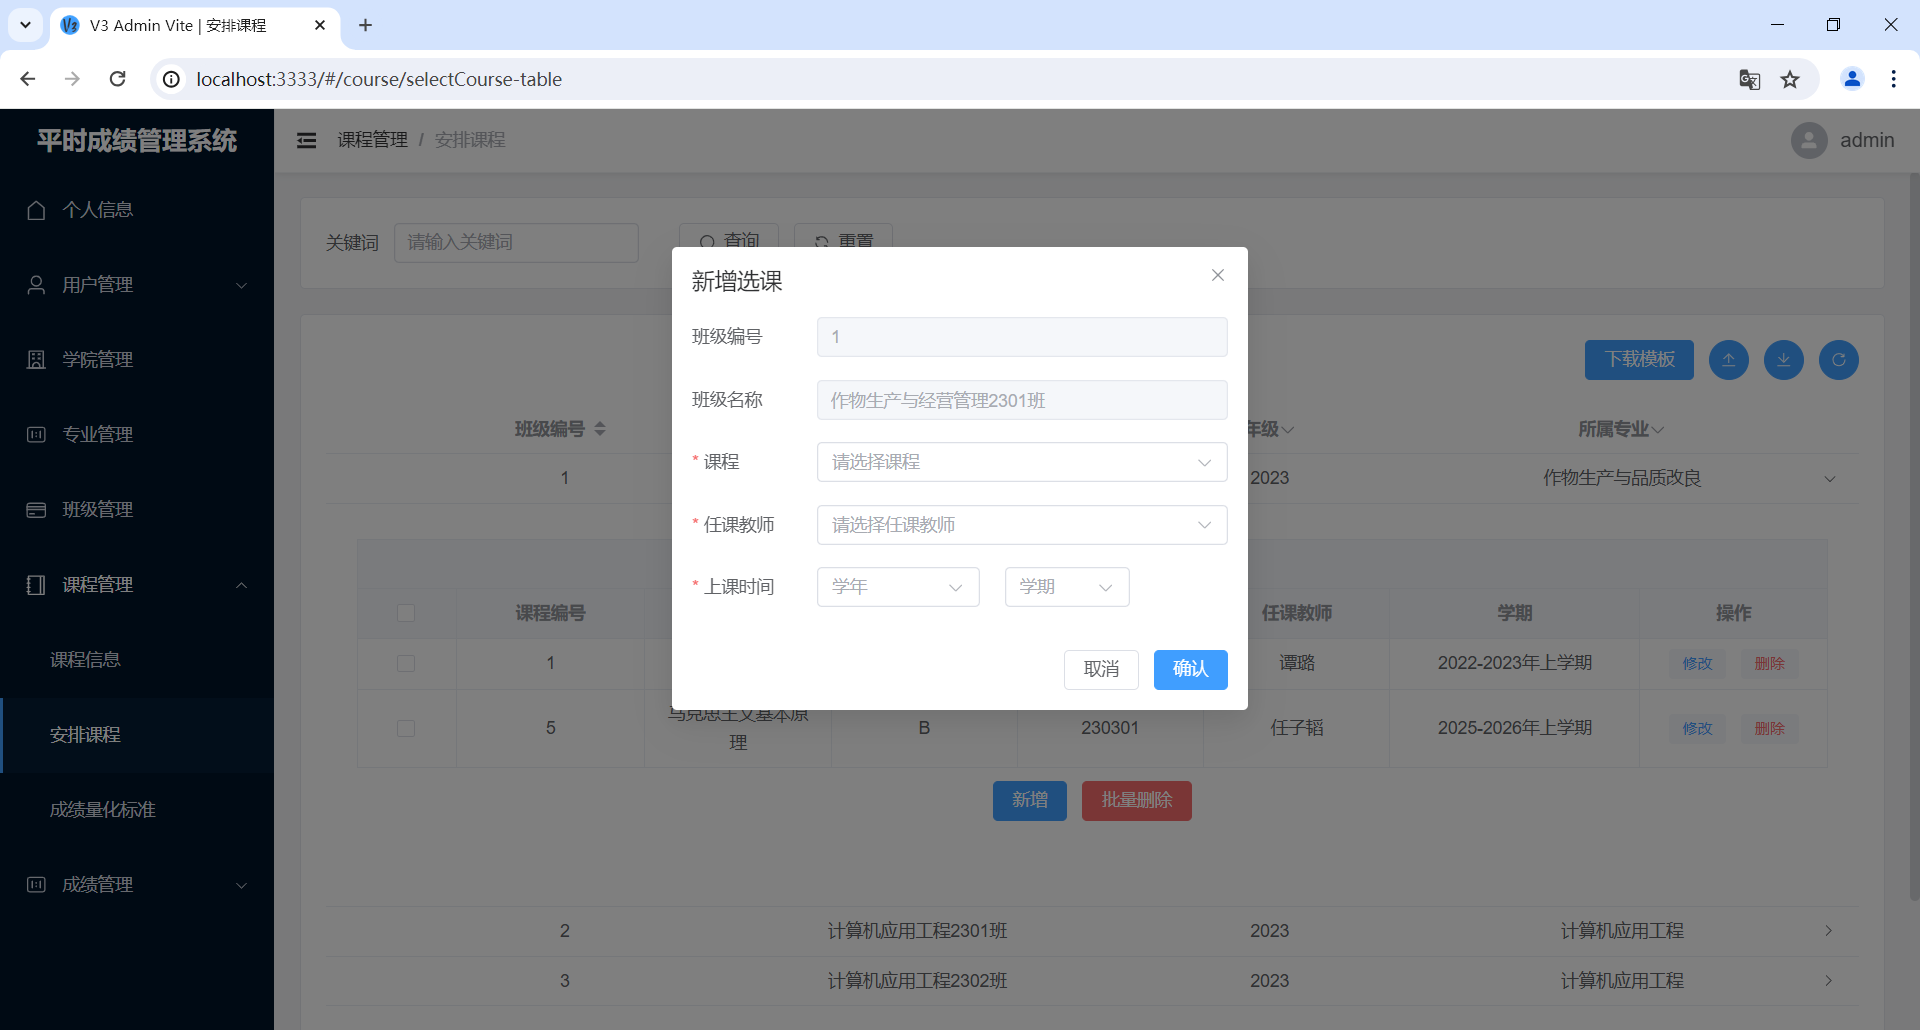 V3 Admin Vite | 安排课程
localhost:3333/#/course/selectCourse-table
平时成绩管理系统
课程管理 / 安排课程
admin
个人信息
用户管理
学院管理
专业管理
班级管理
课程管理
课程信息
安排课程
成绩量化标准
成绩管理
关键词 请输入关键词 查询 重置
下载模板
班级编号 年级 所属专业
1 2023 作物生产与品质改良
课程编号 任课教师 学期 操作
1 谭璐 2022-2023年上学期 修改 删除
5 马克思主义基本原理 B 230301 任子韬 2025-2026年上学期 修改 删除
新增 批量删除
2 计算机应用工程2301班 2023 计算机应用工程
3 计算机应用工程2302班 2023 计算机应用工程
新增选课
班级编号 1
班级名称 作物生产与经营管理2301班
* 课程 请选择课程
* 任课教师 请选择任课教师
* 上课时间 学年 学期
取消 确认